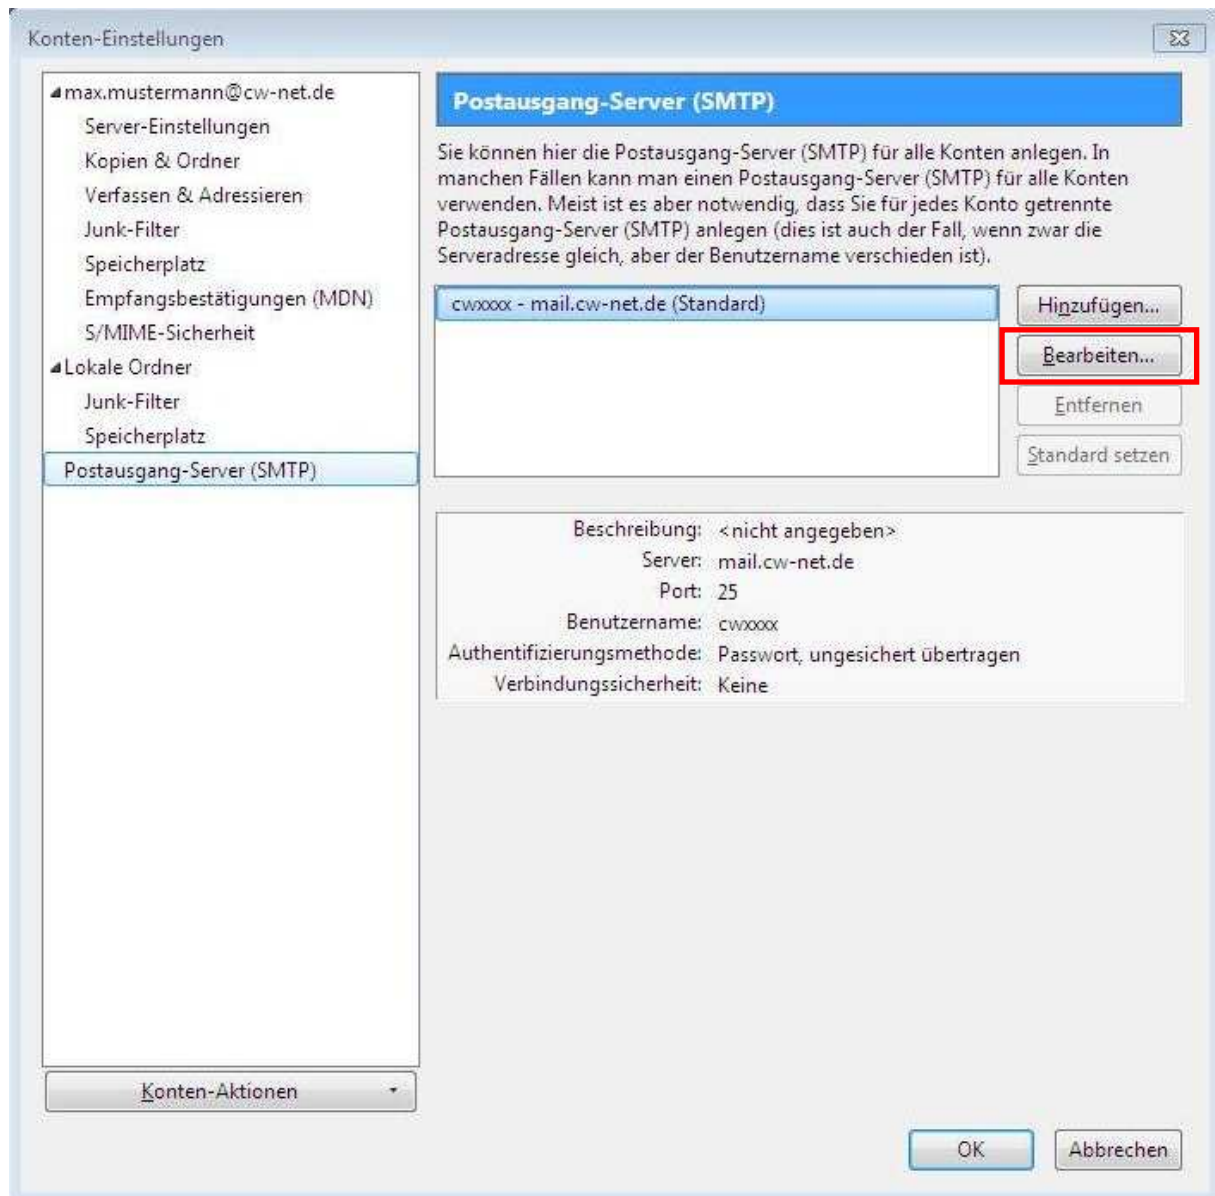 Konten-Einstellungen
max.mustermann@cw-net.de
Server-Einstellungen
Kopien & Ordner
Verfassen & Adressieren
Junk-Filter
Speicherplatz
Empfangsbestätigungen (MDN)
S/MIME-Sicherheit
Lokale Ordner
Junk-Filter
Speicherplatz
Postausgang-Server (SMTP)
Konten-Aktionen
Postausgang-Server (SMTP)
Sie können hier die Postausgang-Server (SMTP) für alle Konten anlegen. In
manchen Fällen kann man einen Postausgang-Server (SMTP) für alle Konten
verwenden. Meist ist es aber notwendig, dass Sie für jedes Konto getrennte
Postausgang-Server (SMTP) anlegen (dies ist auch der Fall, wenn zwar die
Serveradresse gleich, aber der Benutzername verschieden ist).
cwxxxx - mail.cw-net.de (Standard)
Hinzufügen...
Bearbeiten...
Entfernen
Standard setzen
Beschreibung: <nicht angegeben>
Server: mail.cw-net.de
Port: 25
Benutzername: cwxxxx
Authentifizierungsmethode: Passwort, ungesichert übertragen
Verbindungssicherheit: Keine
OK
Abbrechen